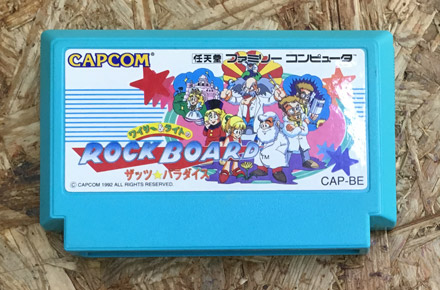 CAPCOM
任天堂 ファミリーコンピュータ
ワイリー&ライトの
ROCKBOARD™
ザッツ☆パラダイス
© CAPCOM 1992 ALL RIGHTS RESERVED.
CAP-BE